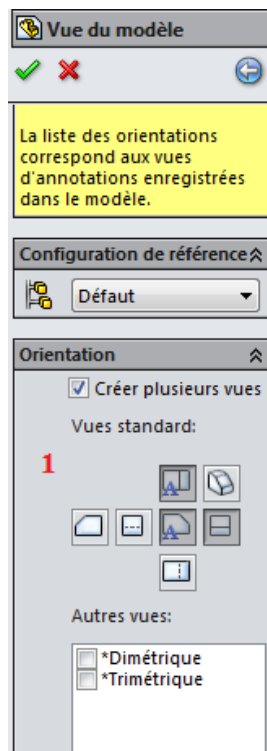 Vue du modèle
La liste des orientations
correspond aux vues
d'annotations enregistrées
dans le modèle.
Configuration de référence
Défaut
Orientation
Créer plusieurs vues
Vues standard:
1
A
A
Autres vues:
*Dimétrique
*Trimétrique